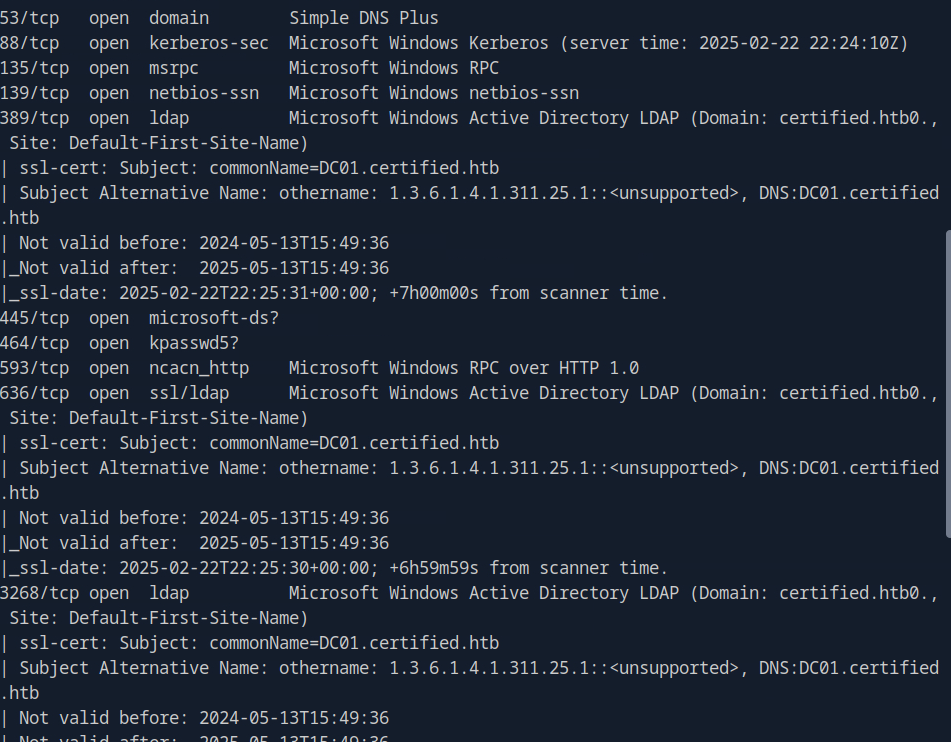 53/tcp   open  domain        Simple DNS Plus
88/tcp   open  kerberos-sec  Microsoft Windows Kerberos (server time: 2025-02-22 22:24:10Z)
135/tcp  open  msrpc         Microsoft Windows RPC
139/tcp  open  netbios-ssn   Microsoft Windows netbios-ssn
389/tcp  open  ldap          Microsoft Windows Active Directory LDAP (Domain: certified.htb0.,
 Site: Default-First-Site-Name)
| ssl-cert: Subject: commonName=DC01.certified.htb
| Subject Alternative Name: othername: 1.3.6.1.4.1.311.25.1::<unsupported>, DNS:DC01.certified
.htb
| Not valid before: 2024-05-13T15:49:36
|_Not valid after:  2025-05-13T15:49:36
|_ssl-date: 2025-02-22T22:25:31+00:00; +7h00m00s from scanner time.
445/tcp  open  microsoft-ds?
464/tcp  open  kpasswd5?
593/tcp  open  ncacn_http    Microsoft Windows RPC over HTTP 1.0
636/tcp  open  ssl/ldap      Microsoft Windows Active Directory LDAP (Domain: certified.htb0.,
 Site: Default-First-Site-Name)
| ssl-cert: Subject: commonName=DC01.certified.htb
| Subject Alternative Name: othername: 1.3.6.1.4.1.311.25.1::<unsupported>, DNS:DC01.certified
.htb
| Not valid before: 2024-05-13T15:49:36
|_Not valid after:  2025-05-13T15:49:36
|_ssl-date: 2025-02-22T22:25:30+00:00; +6h59m59s from scanner time.
3268/tcp open  ldap          Microsoft Windows Active Directory LDAP (Domain: certified.htb0.,
 Site: Default-First-Site-Name)
| ssl-cert: Subject: commonName=DC01.certified.htb
| Subject Alternative Name: othername: 1.3.6.1.4.1.311.25.1::<unsupported>, DNS:DC01.certified
.htb
| Not valid before: 2024-05-13T15:49:36
| Not valid after:  2025-05-13T15:49:36